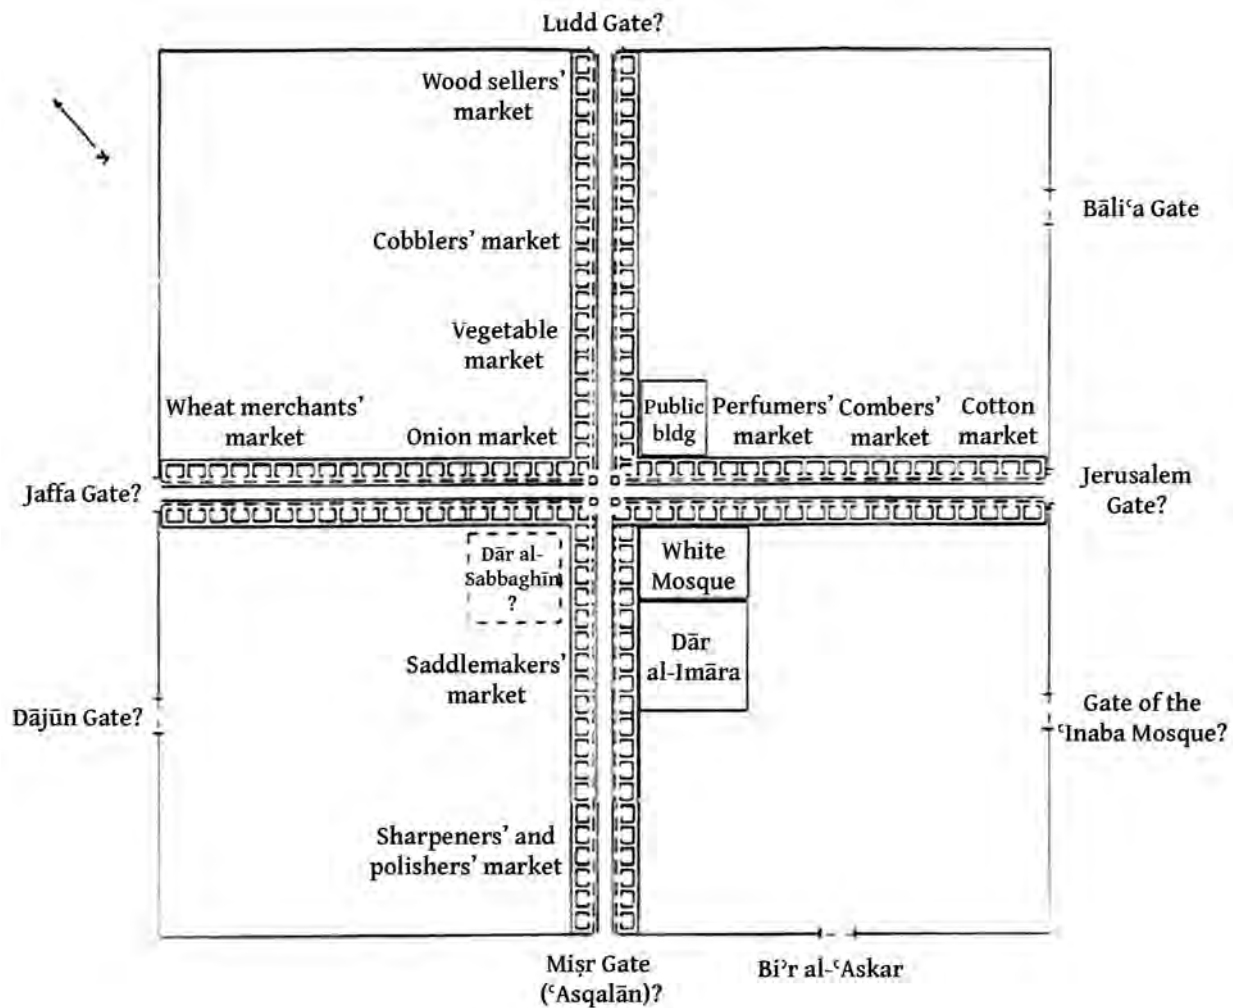 Ludd Gate?
Wood sellers’
market
Bāliʿa Gate
Cobblers’ market
Vegetable
market
Wheat merchants’
market
Onion market
Public
bldg
Perfumers’
market
Combers’
market
Cotton
market
Jaffa Gate?
Jerusalem
Gate?
Dār al-
Sabbaghīn
?
White
Mosque
Dār
al-Imāra
Saddlemakers’
market
Dājūn Gate?
Gate of the
ʿInaba Mosque?
Sharpeners’ and
polishers’ market
Miṣr Gate
(ʿAsqalān)?
Biʾr al-ʿAskar